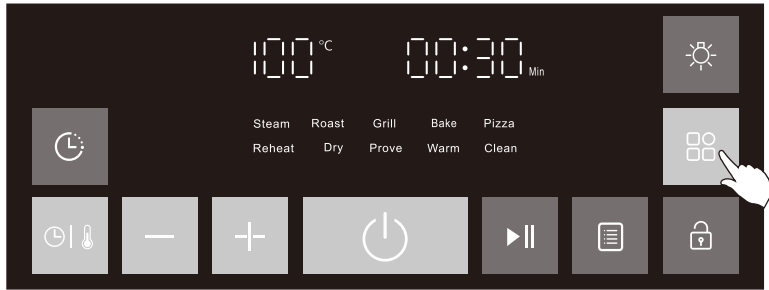 100°C 00:30 Min
Steam Roast Grill Bake Pizza
Reheat Dry Prove Warm Clean